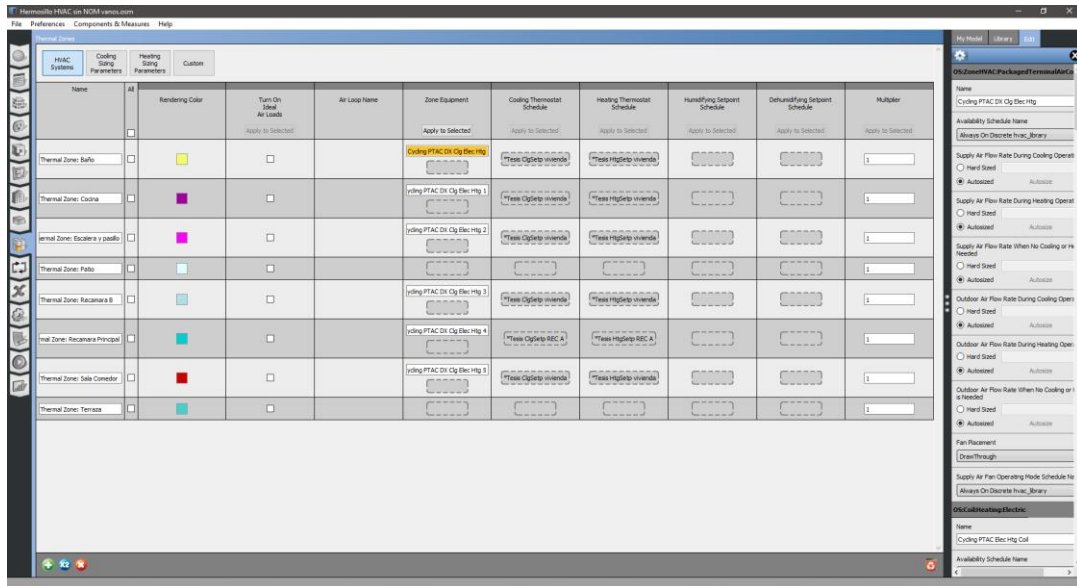 Hermosillo HVAC sin NOM vanos.osm
File Preferences Components & Measures Help
Thermal Zones
My Model Library Edit
HVAC Systems
Cooling Sizing Parameters
Heating Sizing Parameters
Custom
OS:ZoneHVAC:PackagedTerminalAirCo
Name All Rendering Color Turn On Ideal Air Loads Air Loop Name Zone Equipment Cooling Thermostat Schedule Heating Thermostat Schedule Humidifying Setpoint Schedule Dehumidifying Setpoint Schedule Multiplier
Apply to Selected Apply to Selected Apply to Selected Apply to Selected Apply to Selected Apply to Selected Apply to Selected
Thermal Zone: Baño Cycling PTAC DX Clg Elec Htg *Tesis ClgSetp vivienda *Tesis HtgSetp vivienda 1
Thermal Zone: Cocina ycling PTAC DX Clg Elec Htg 1 *Tesis ClgSetp vivienda *Tesis HtgSetp vivienda 1
ermal Zone: Escalera y pasillo ycling PTAC DX Clg Elec Htg 2 *Tesis ClgSetp vivienda *Tesis HtgSetp vivienda 1
Thermal Zone: Patio 1
Thermal Zone: Recamara B ycling PTAC DX Clg Elec Htg 3 *Tesis ClgSetp vivienda *Tesis HtgSetp vivienda 1
mal Zone: Recamara Principal ycling PTAC DX Clg Elec Htg 4 *Tesis ClgSetp REC A *Tesis HtgSetp REC A 1
Thermal Zone: Sala Comedor ycling PTAC DX Clg Elec Htg 5 *Tesis ClgSetp vivienda *Tesis HtgSetp vivienda 1
Thermal Zone: Terraza 1
Name
Cycling PTAC DX Clg Elec Htg
Availability Schedule Name
Always On Discrete hvac_library
Supply Air Flow Rate During Cooling Operati
Hard Sized
Autosized Autosize
Supply Air Flow Rate During Heating Operat
Hard Sized
Autosized Autosize
Supply Air Flow Rate When No Cooling or He
Needed
Hard Sized
Autosized Autosize
Outdoor Air Flow Rate During Cooling Opera
Hard Sized
Autosized Autosize
Outdoor Air Flow Rate During Heating Open
Hard Sized
Autosized Autosize
Outdoor Air Flow Rate When No Cooling or
is Needed
Hard Sized
Autosized Autosize
Fan Placement
DrawThrough
Supply Air Fan Operating Mode Schedule Na
Always On Discrete hvac_library
OS:Coil:Heating:Electric
Name
Cycling PTAC Elec Htg Coil
Availability Schedule Name
x2